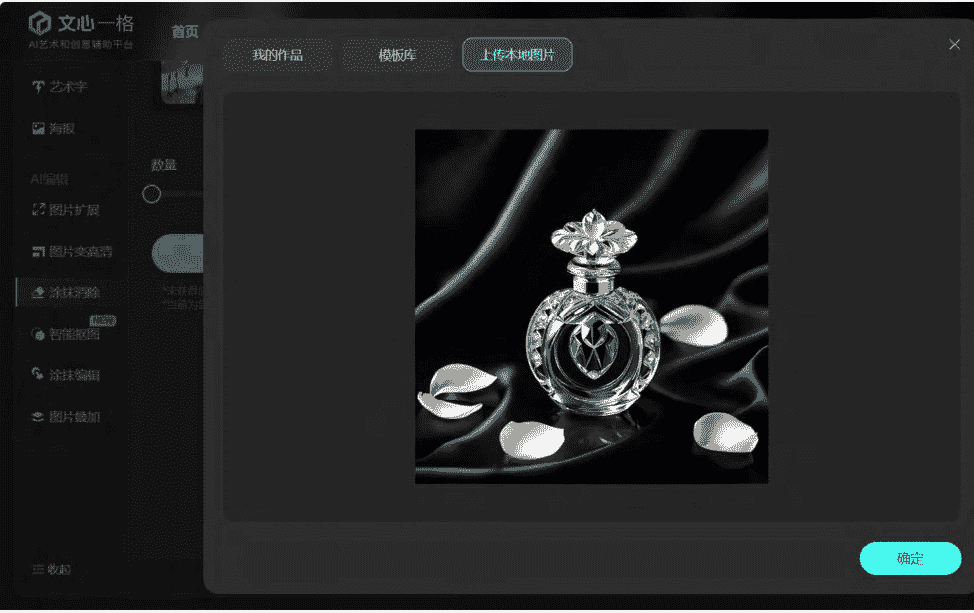 文心一格
AI艺术和创意辅助平台
首页
我的作品
模板库
上传本地图片
艺术字
海报
数量
AI编辑
图片扩展
图片变高清
涂抹消除
NEW
智能抠图
涂抹编辑
图片叠加
收起
确定